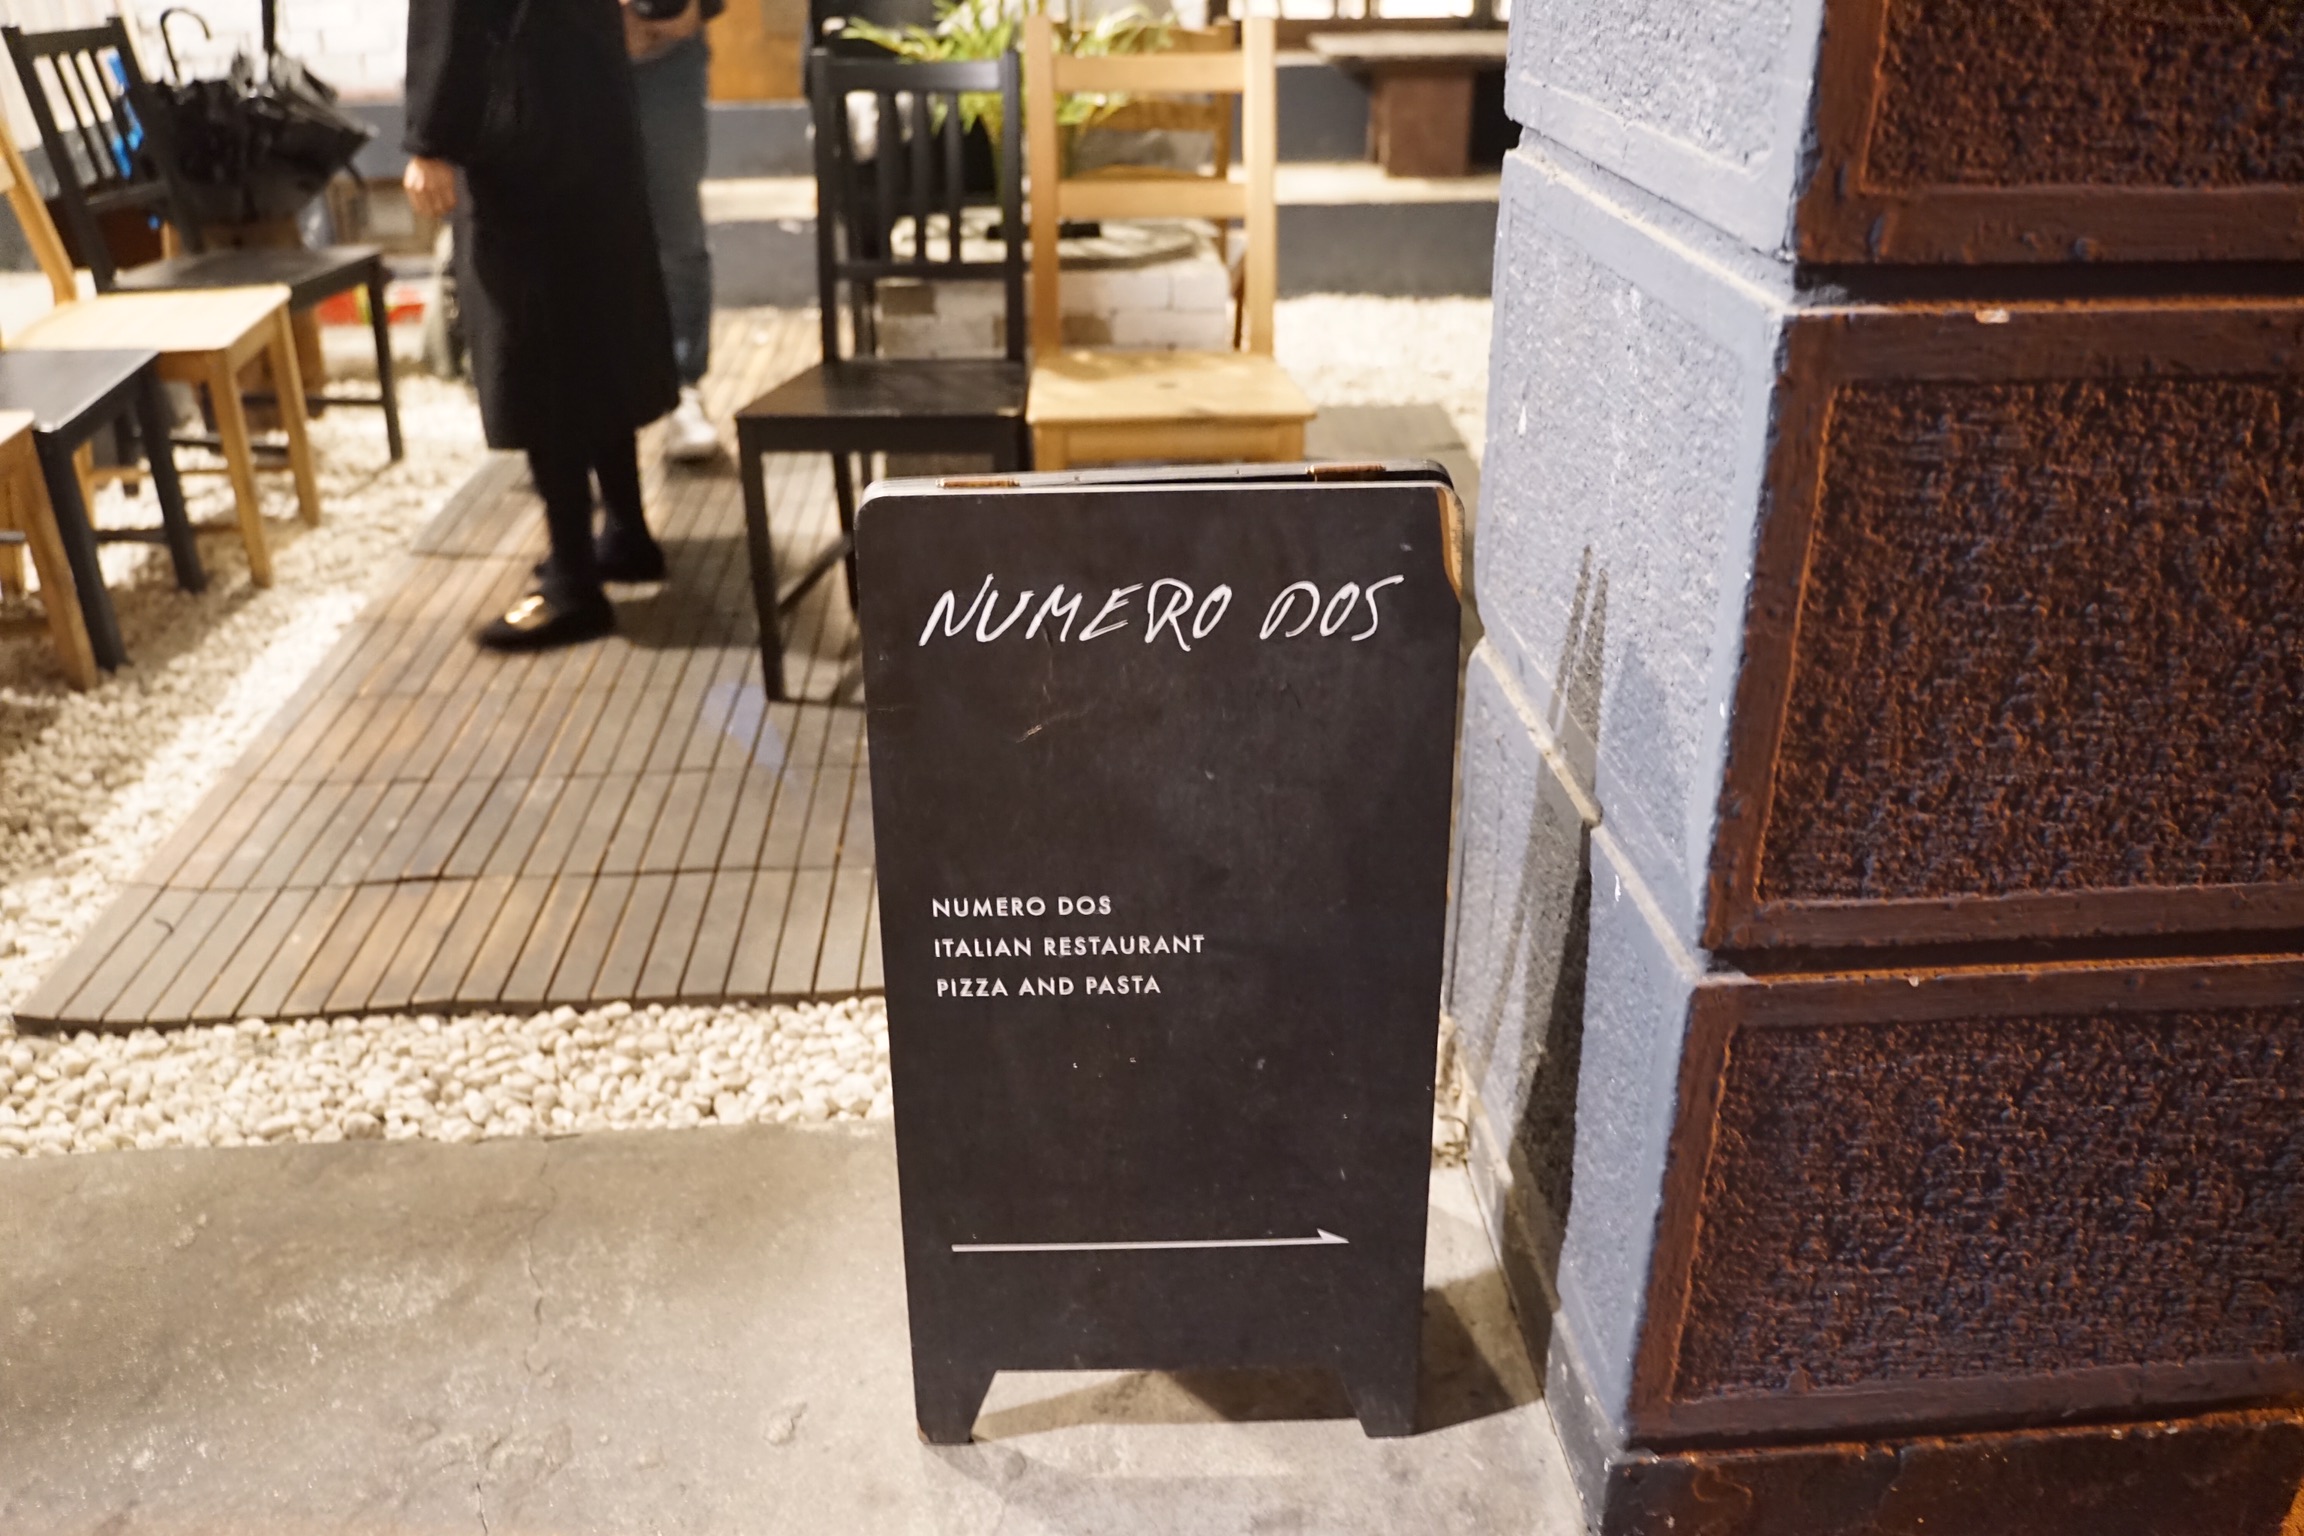 NUMERO DOS
NUMERO DOS
ITALIAN RESTAURANT
PIZZA AND PASTA